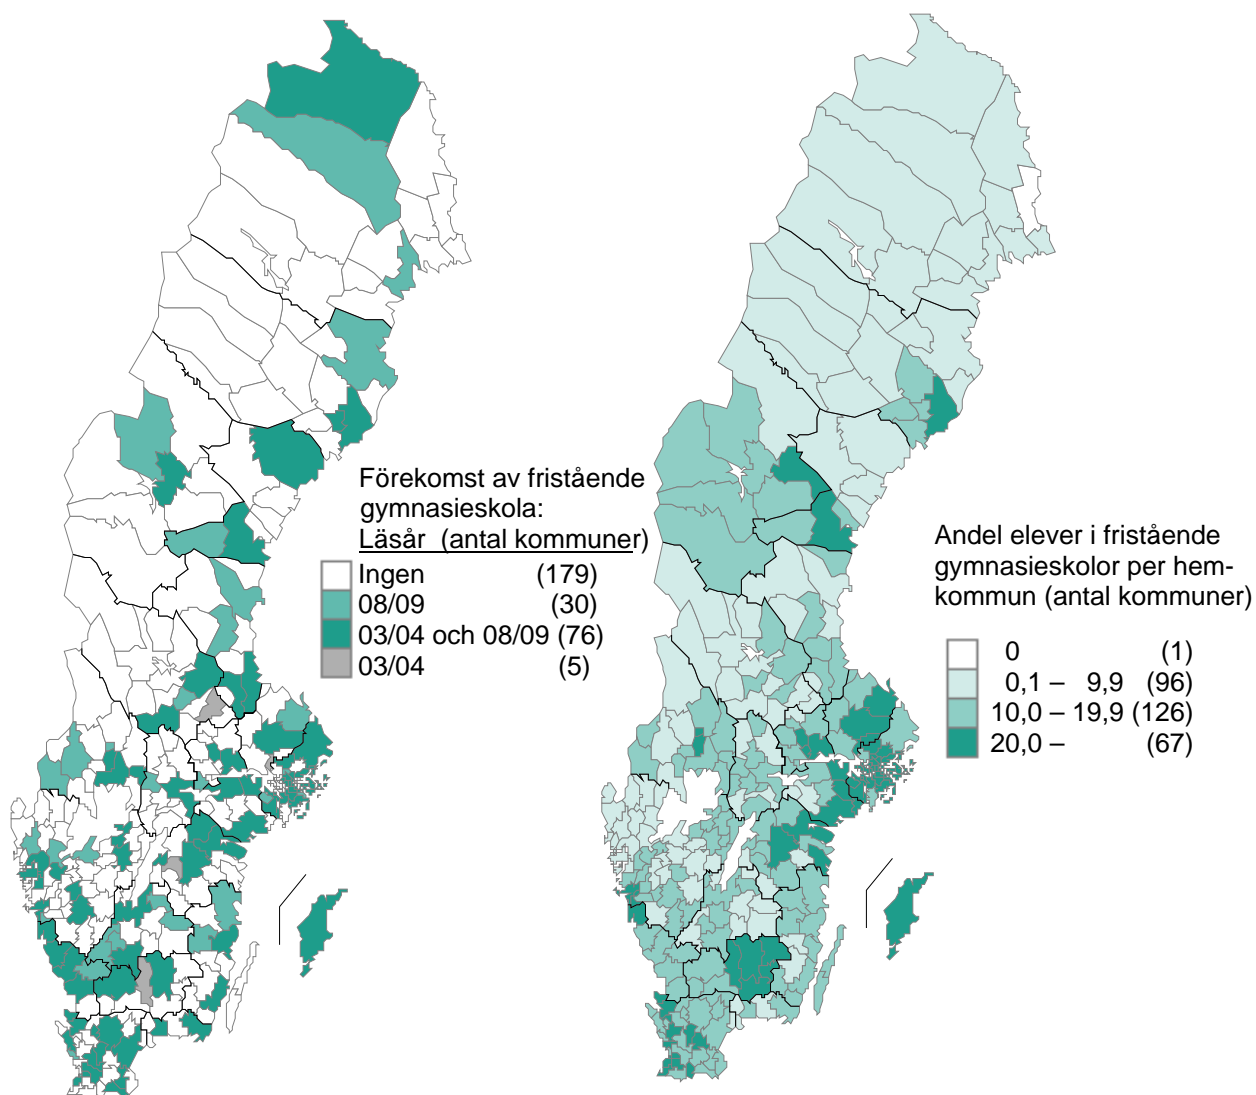 Förekomst av fristående
gymnasieskola:
Läsår (antal kommuner)
Ingen (179)
08/09 (30)
03/04 och 08/09 (76)
03/04 (5)
Andel elever i fristående
gymnasieskolor per hem-
kommun (antal kommuner)
0 (1)
0,1 – 9,9 (96)
10,0 – 19,9 (126)
20,0 – (67)